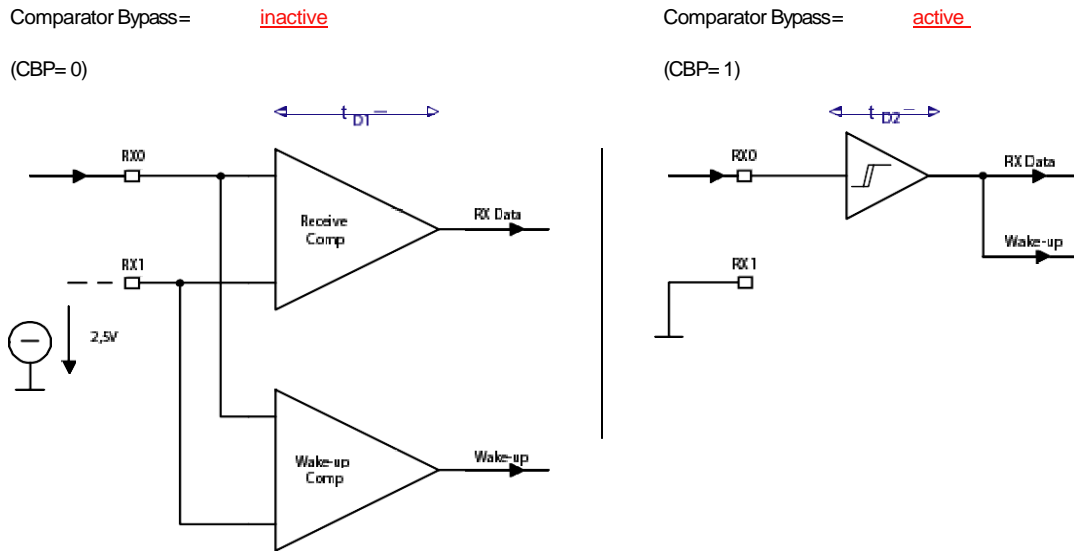 Comparator Bypass= inactive
(CBP= 0)
t D1
RX0
Receive
Comp
RX Data
RX1
2,5V
Wake-up
Comp
Wake-up
Comparator Bypass= active
(CBP= 1)
t D2
RX0
RX Data
Wake-up
RX1